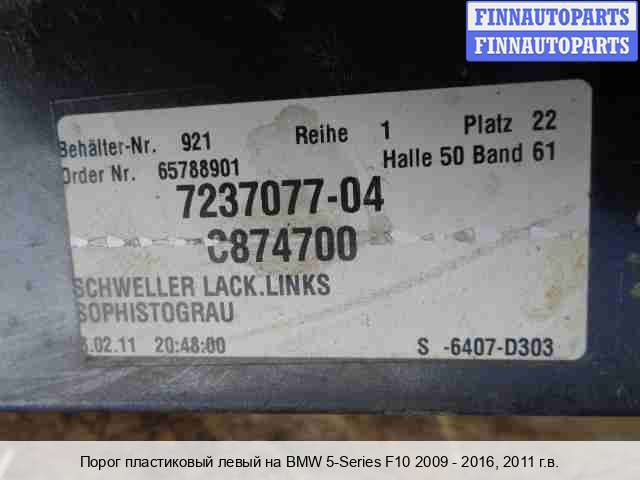 FINNAUTOPARTS
FINNAUTOPARTS
Behälter-Nr. 921 Reihe 1 Platz 22
Order Nr. 65788901 Halle 50 Band 61
7237077-04
C874700
SCHWELLER LACK.LINKS
SOPHISTOGRAU
.02.11 20:48:00 S -6407-D303
Порог пластиковый левый на BMW 5-Series F10 2009 - 2016, 2011 г.в.